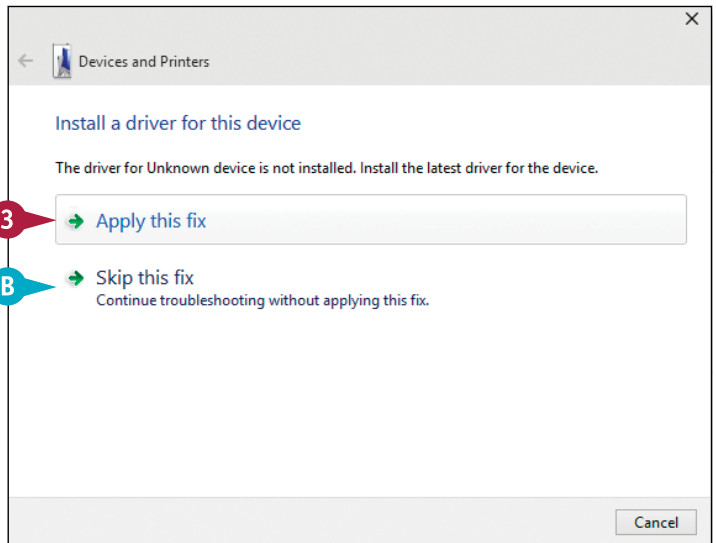 Devices and Printers
Install a driver for this device
The driver for Unknown device is not installed. Install the latest driver for the device.
3
Apply this fix
B
Skip this fix
Continue troubleshooting without applying this fix.
Cancel